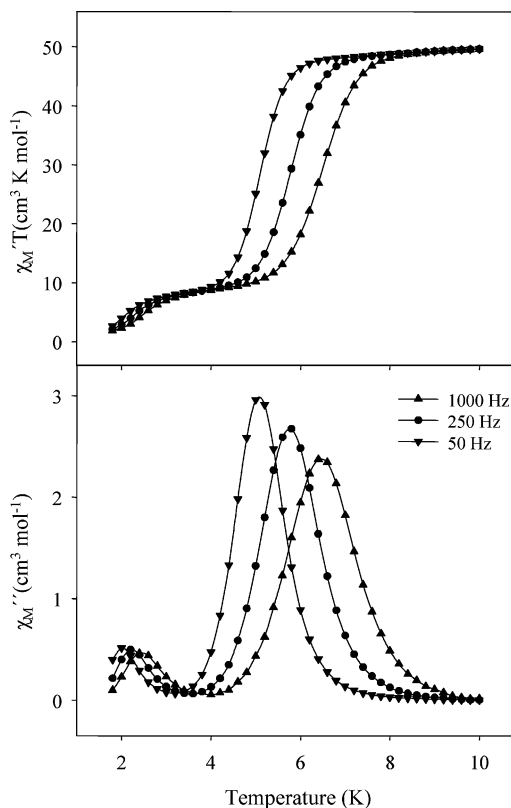 50
40
30
20
10
0
χM´T(cm³ K mol⁻¹)
3
2
1
0
χM´´(cm³ mol⁻¹)
1000 Hz
250 Hz
50 Hz
2 4 6 8 10
Temperature (K)